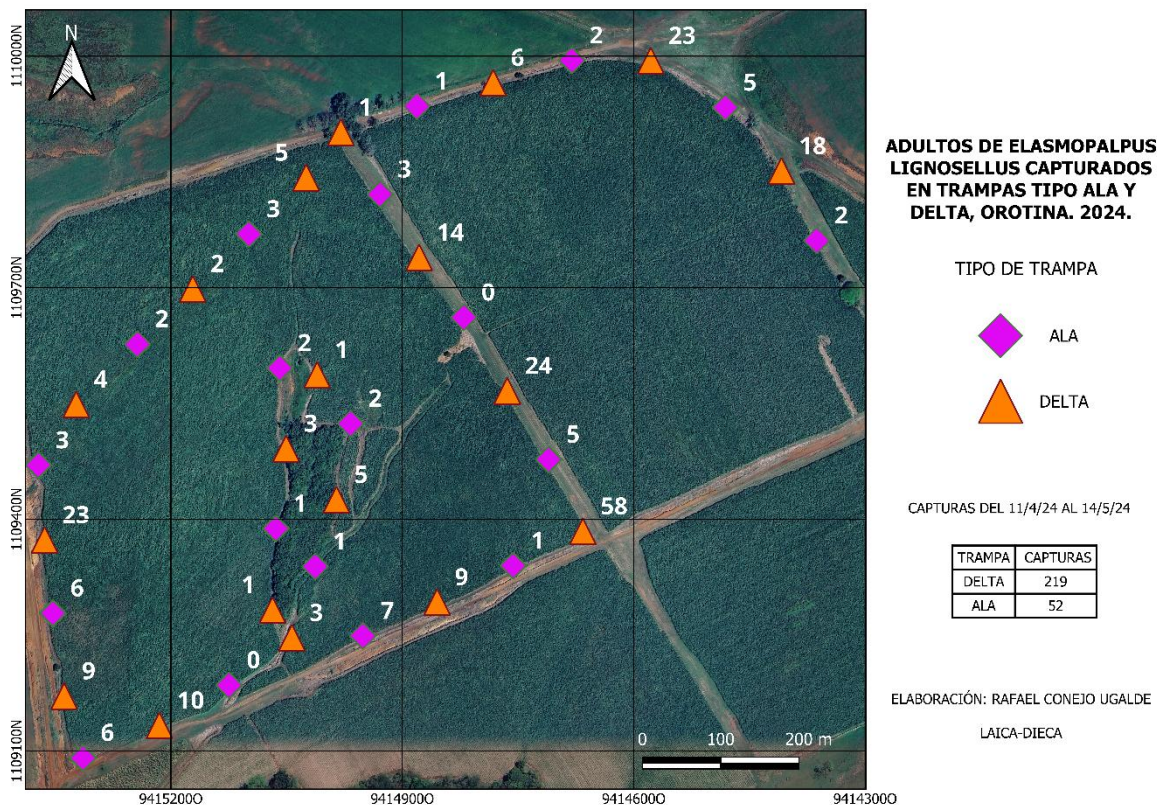 N
2
23
6
1
5
1
18
5
3
3
2
14
2
0
2
2
1
4
24
2
3
3
5
5
23
1
58
1
1
6
1
9
3
7
9
0
10
6
0 100 200 m
1110000N
1109700N
1109400N
1109100N
9415200O
9414900O
9414600O
9414300O
ADULTOS DE ELASMOPALPUS
LIGNOSELLUS CAPTURADOS
EN TRAMPAS TIPO ALA Y
DELTA, OROTINA. 2024.
TIPO DE TRAMPA
ALA
DELTA
CAPTURAS DEL 11/4/24 AL 14/5/24
TRAMPA CAPTURAS
DELTA 219
ALA 52
ELABORACIÓN: RAFAEL CONEJO UGALDE
LAICA-DIECA